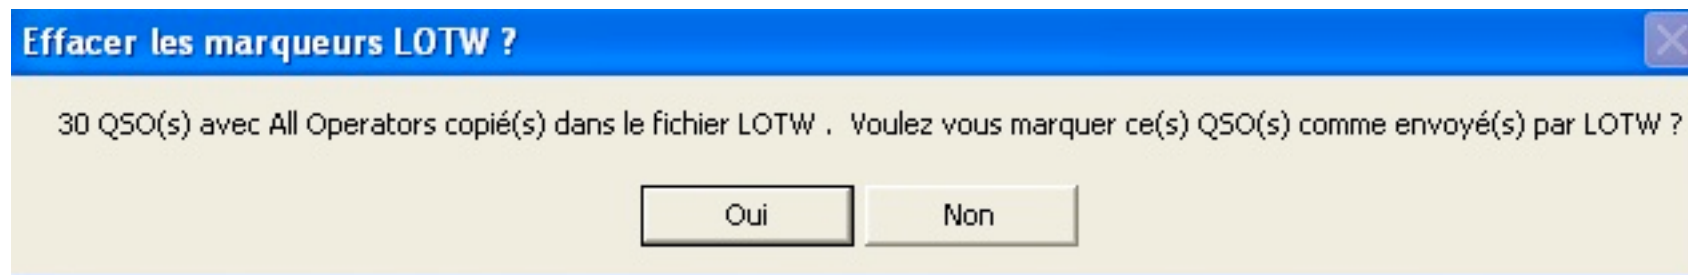 Effacer les marqueurs LOTW ?
30 QSO(s) avec All Operators copié(s) dans le fichier LOTW .  Voulez vous marquer ce(s) QSO(s) comme envoyé(s) par LOTW ?
Oui Non